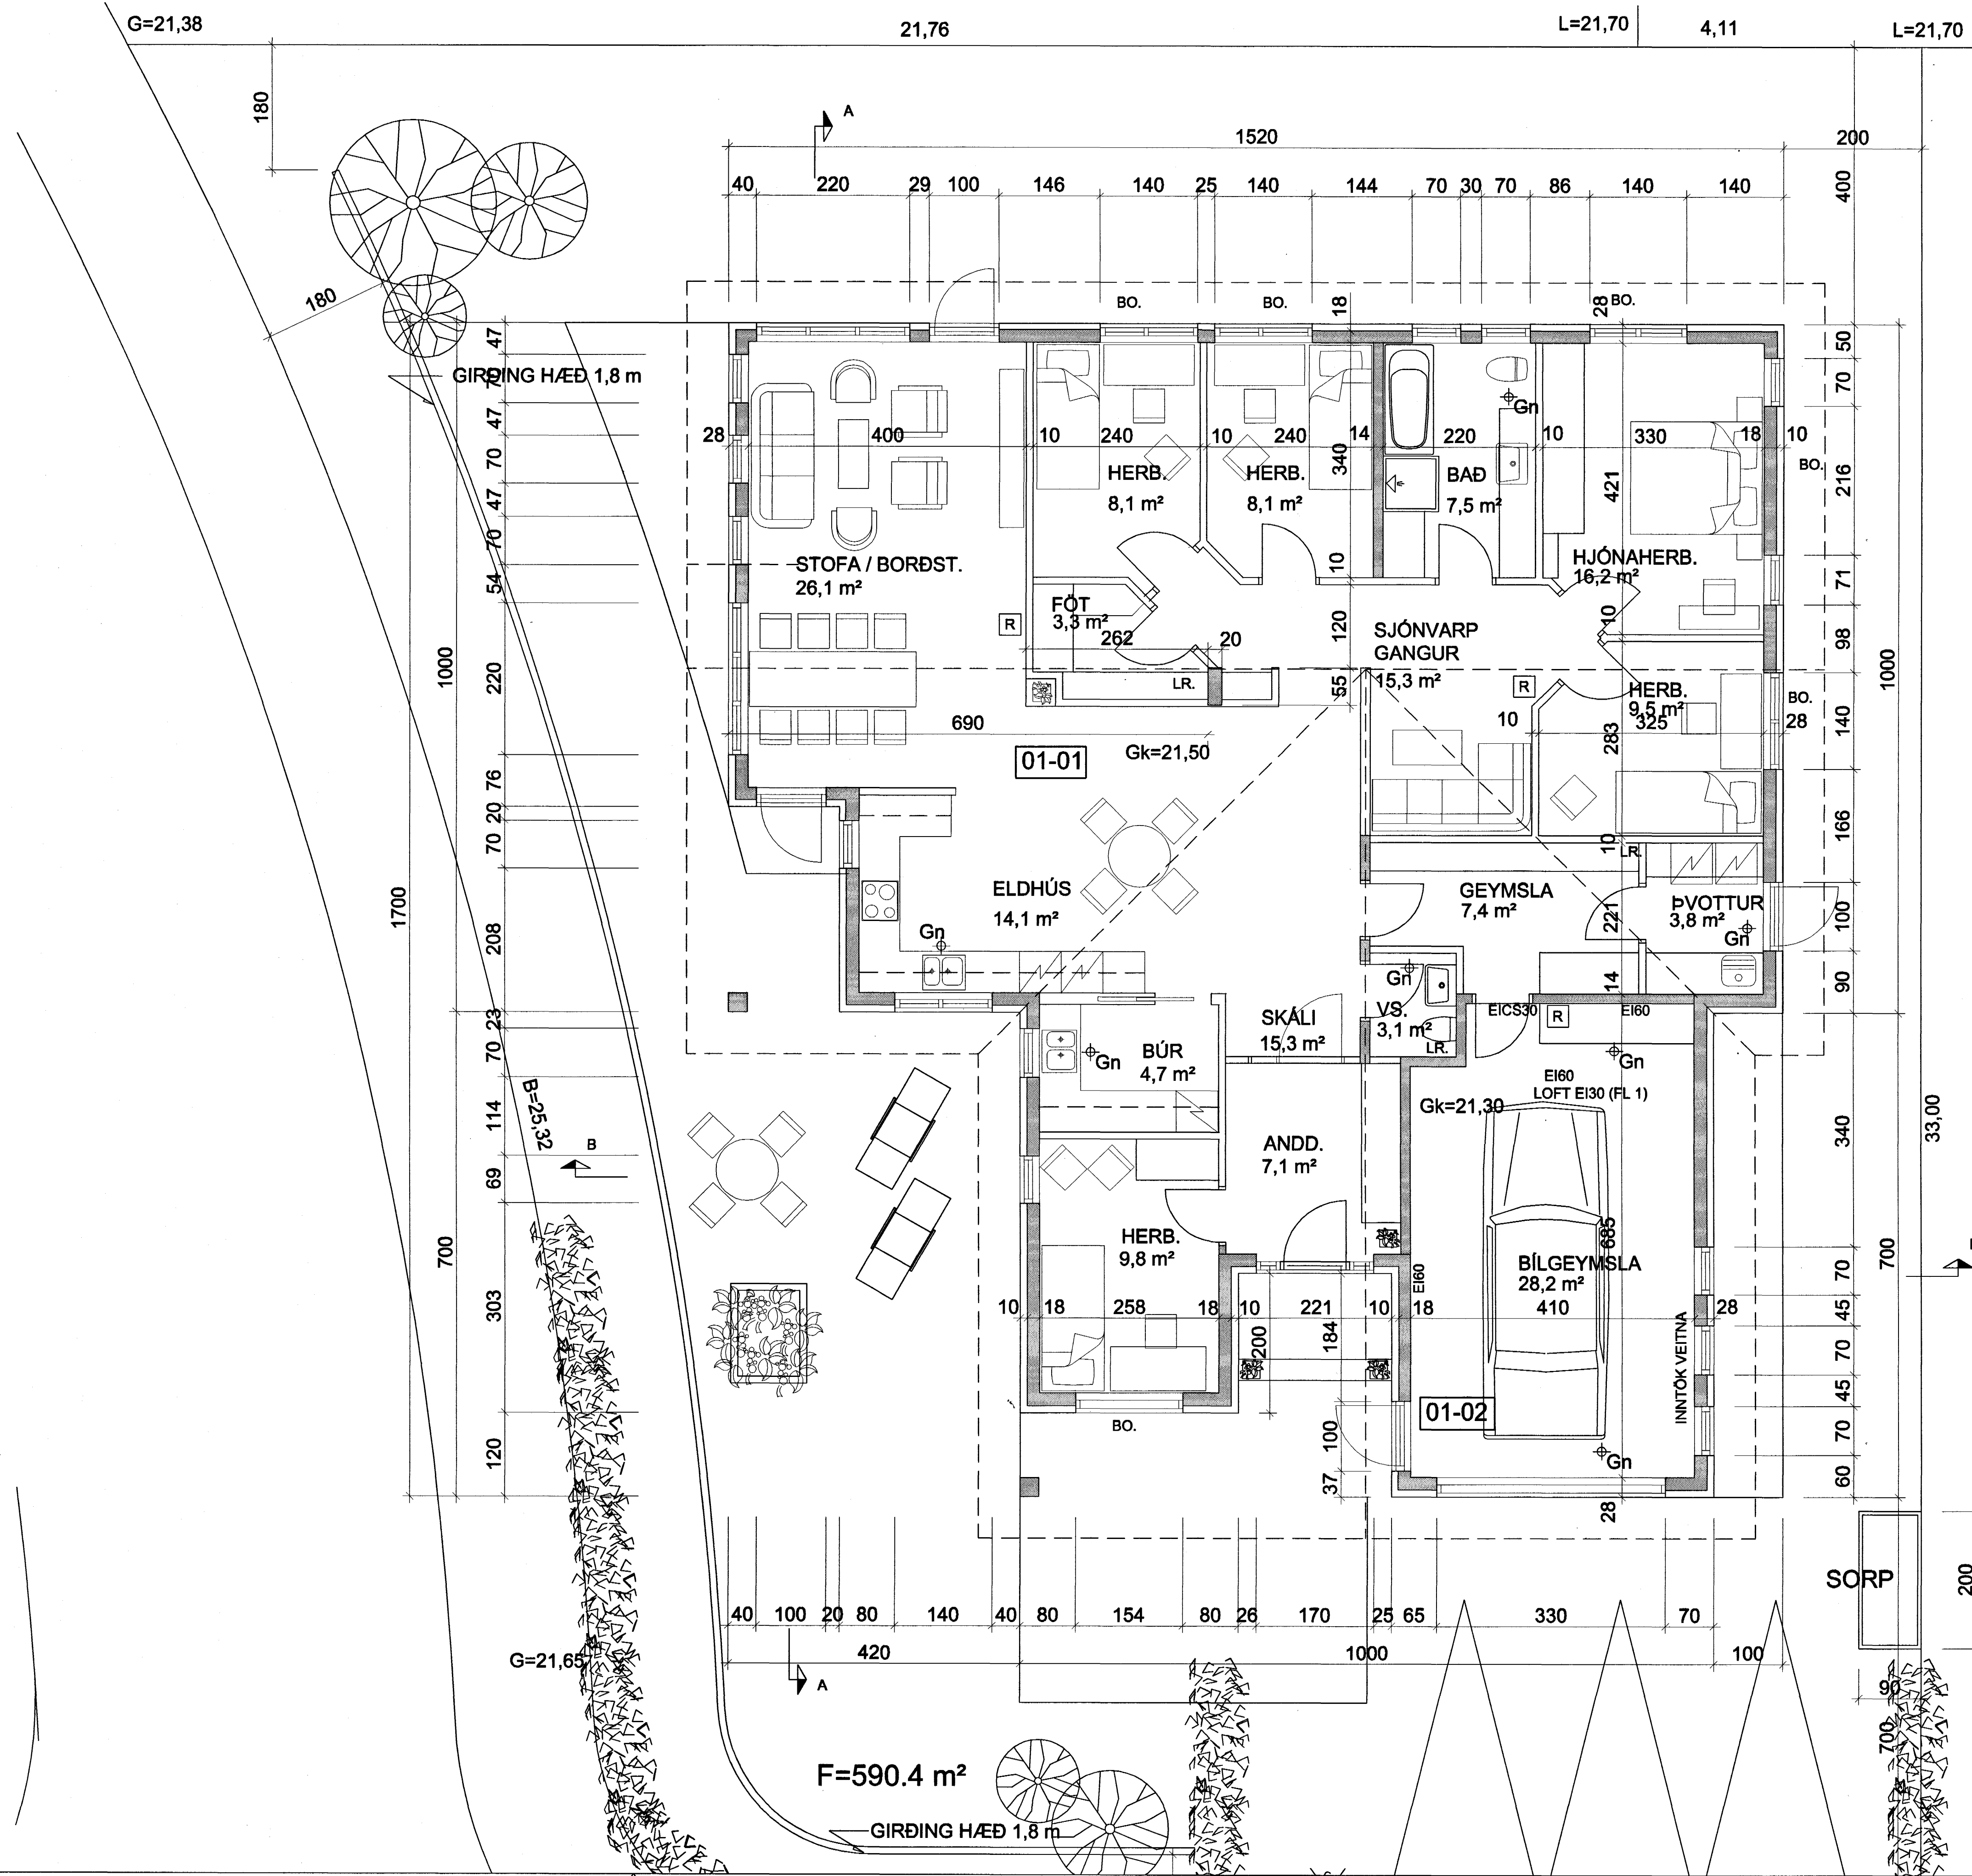 G=21,38
21,76
L=21,70
4,11
L=21,70
180
A
1520
200
40 220 29 100 146 140 25 140 144 70 30 70 86 140 140
400
180
BO.
BO.
18
28
BO.
47
GIRÐING HÆÐ 1,8 m
70
47
70
47
70
54
220
76
20
70
208
23
70
114
69
303
120
1000
1700
700
50
70
216
71
98
140
166
100
90
340
70
45
70
45
70
60
1000
700
33,00
28
400
10
240
10
240
14
220
10
330
18
10
BO.
340
421
Gn
HERB.
8,1 m²
HERB.
8,1 m²
BAÐ
7,5 m²
STOFA / BORÐST.
26,1 m²
HJÓNAHERB.
16,2 m²
10
10
FÖT
3,3 m²
R
262
20
120
SJÓNVARP
GANGUR
15,3 m²
R
LR.
55
HERB.
9,5 m²
325
BO.
28
10
283
690
Gk=21,50
01-01
10
LR.
ELDHÚS
14,1 m²
Gn
GEYMSLA
7,4 m²
221
ÞVOTTUR
3,8 m²
Gn
14
Gn
SKÁLI
15,3 m²
VS.
3,1 m²
LR.
EICS30
R
EI60
Gn
BÚR
4,7 m²
Gn
EI60
LOFT EI30 (FL 1)
Gk=21,30
B=25,32
B
ANDD.
7,1 m²
HERB.
9,8 m²
685
BÍLGEYMSLA
28,2 m²
EI60
10 18 258 18 10 221 10 18 410 28
200
184
INNTÖK VEITNA
01-02
BO.
100
37
Gn
28
SORP
200
40 100 20 80 140 40 80 154 80 26 170 25 65 330 70
420
1000
100
G=21,65
A
90
700
F=590.4 m²
GIRÐING HÆÐ 1,8 m